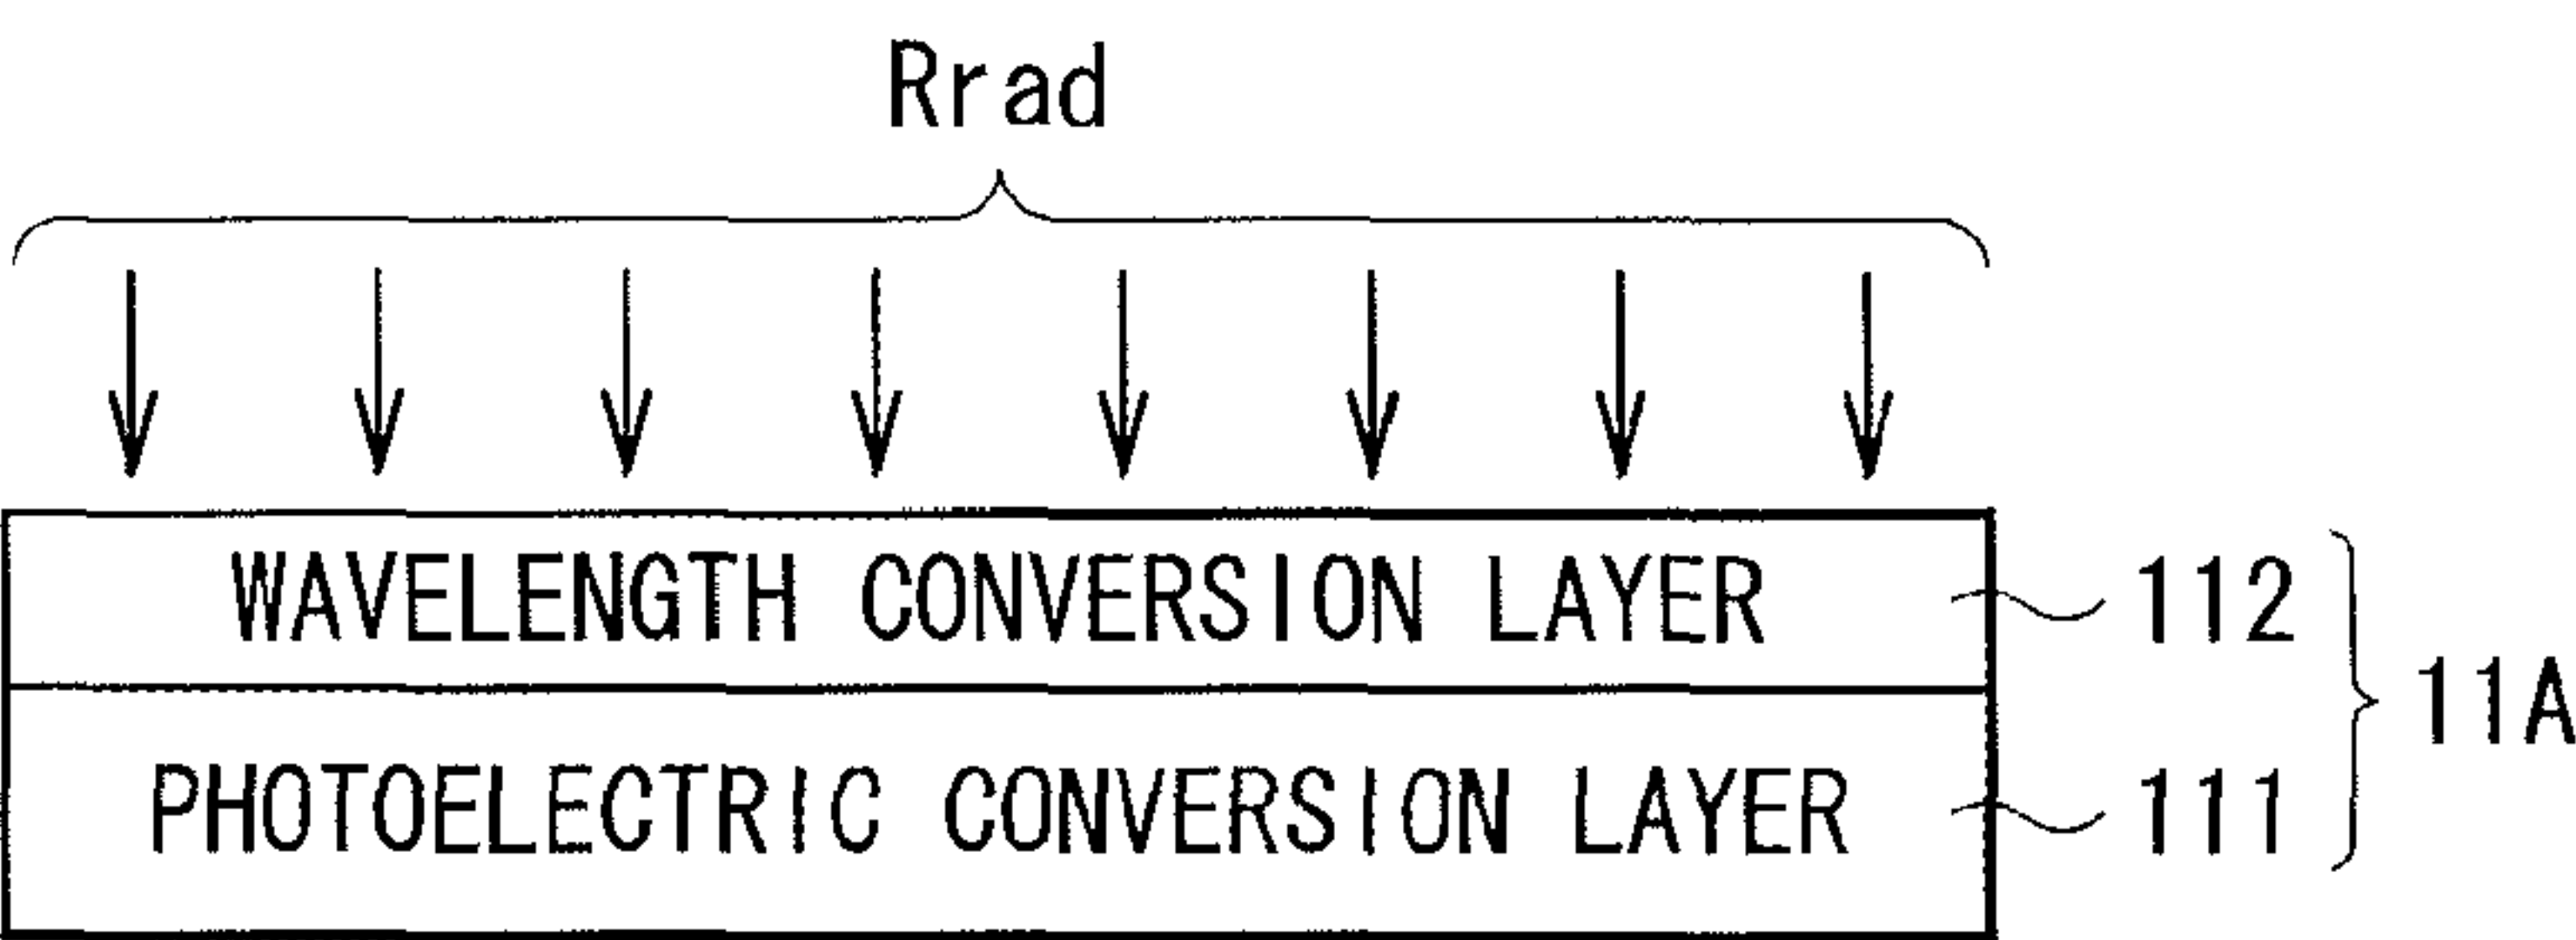 Rrad
WAVELENGTH CONVERSION LAYER 112
11A
PHOTOELECTRIC CONVERSION LAYER 111